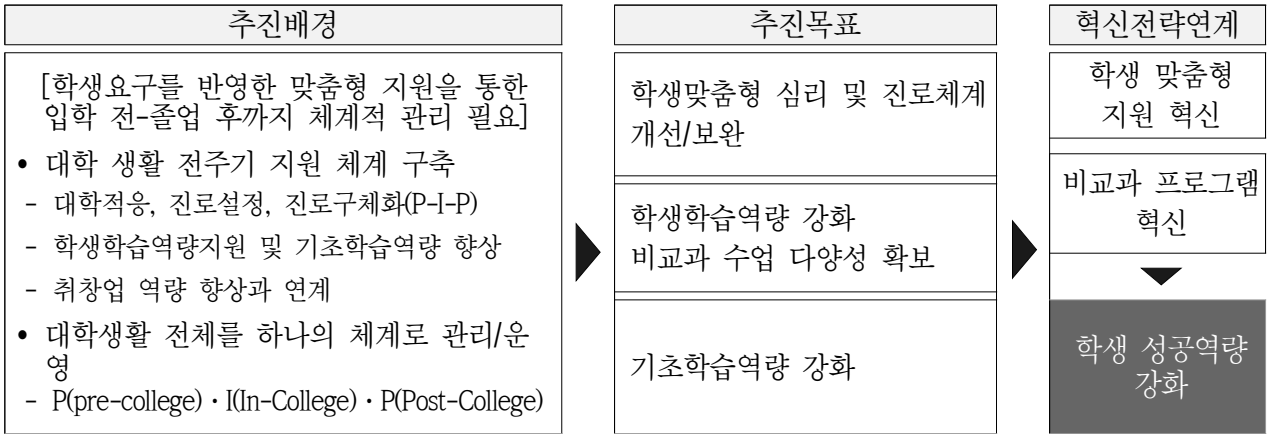 추진배경
[학생요구를 반영한 맞춤형 지원을 통한
입학 전-졸업 후까지 체계적 관리 필요]
• 대학 생활 전주기 지원 체계 구축
- 대학적응, 진로설정, 진로구체화(P-I-P)
- 학생학습역량지원 및 기초학습역량 향상
- 취창업 역량 향상과 연계
• 대학생활 전체를 하나의 체계로 관리/운
영
- P(pre-college)·I(In-College)·P(Post-College)
추진목표
학생맞춤형 심리 및 진로체계
개선/보완
학생학습역량 강화
비교과 수업 다양성 확보
기초학습역량 강화
혁신전략연계
학생 맞춤형
지원 혁신
비교과 프로그램
혁신
학생 성공역량
강화